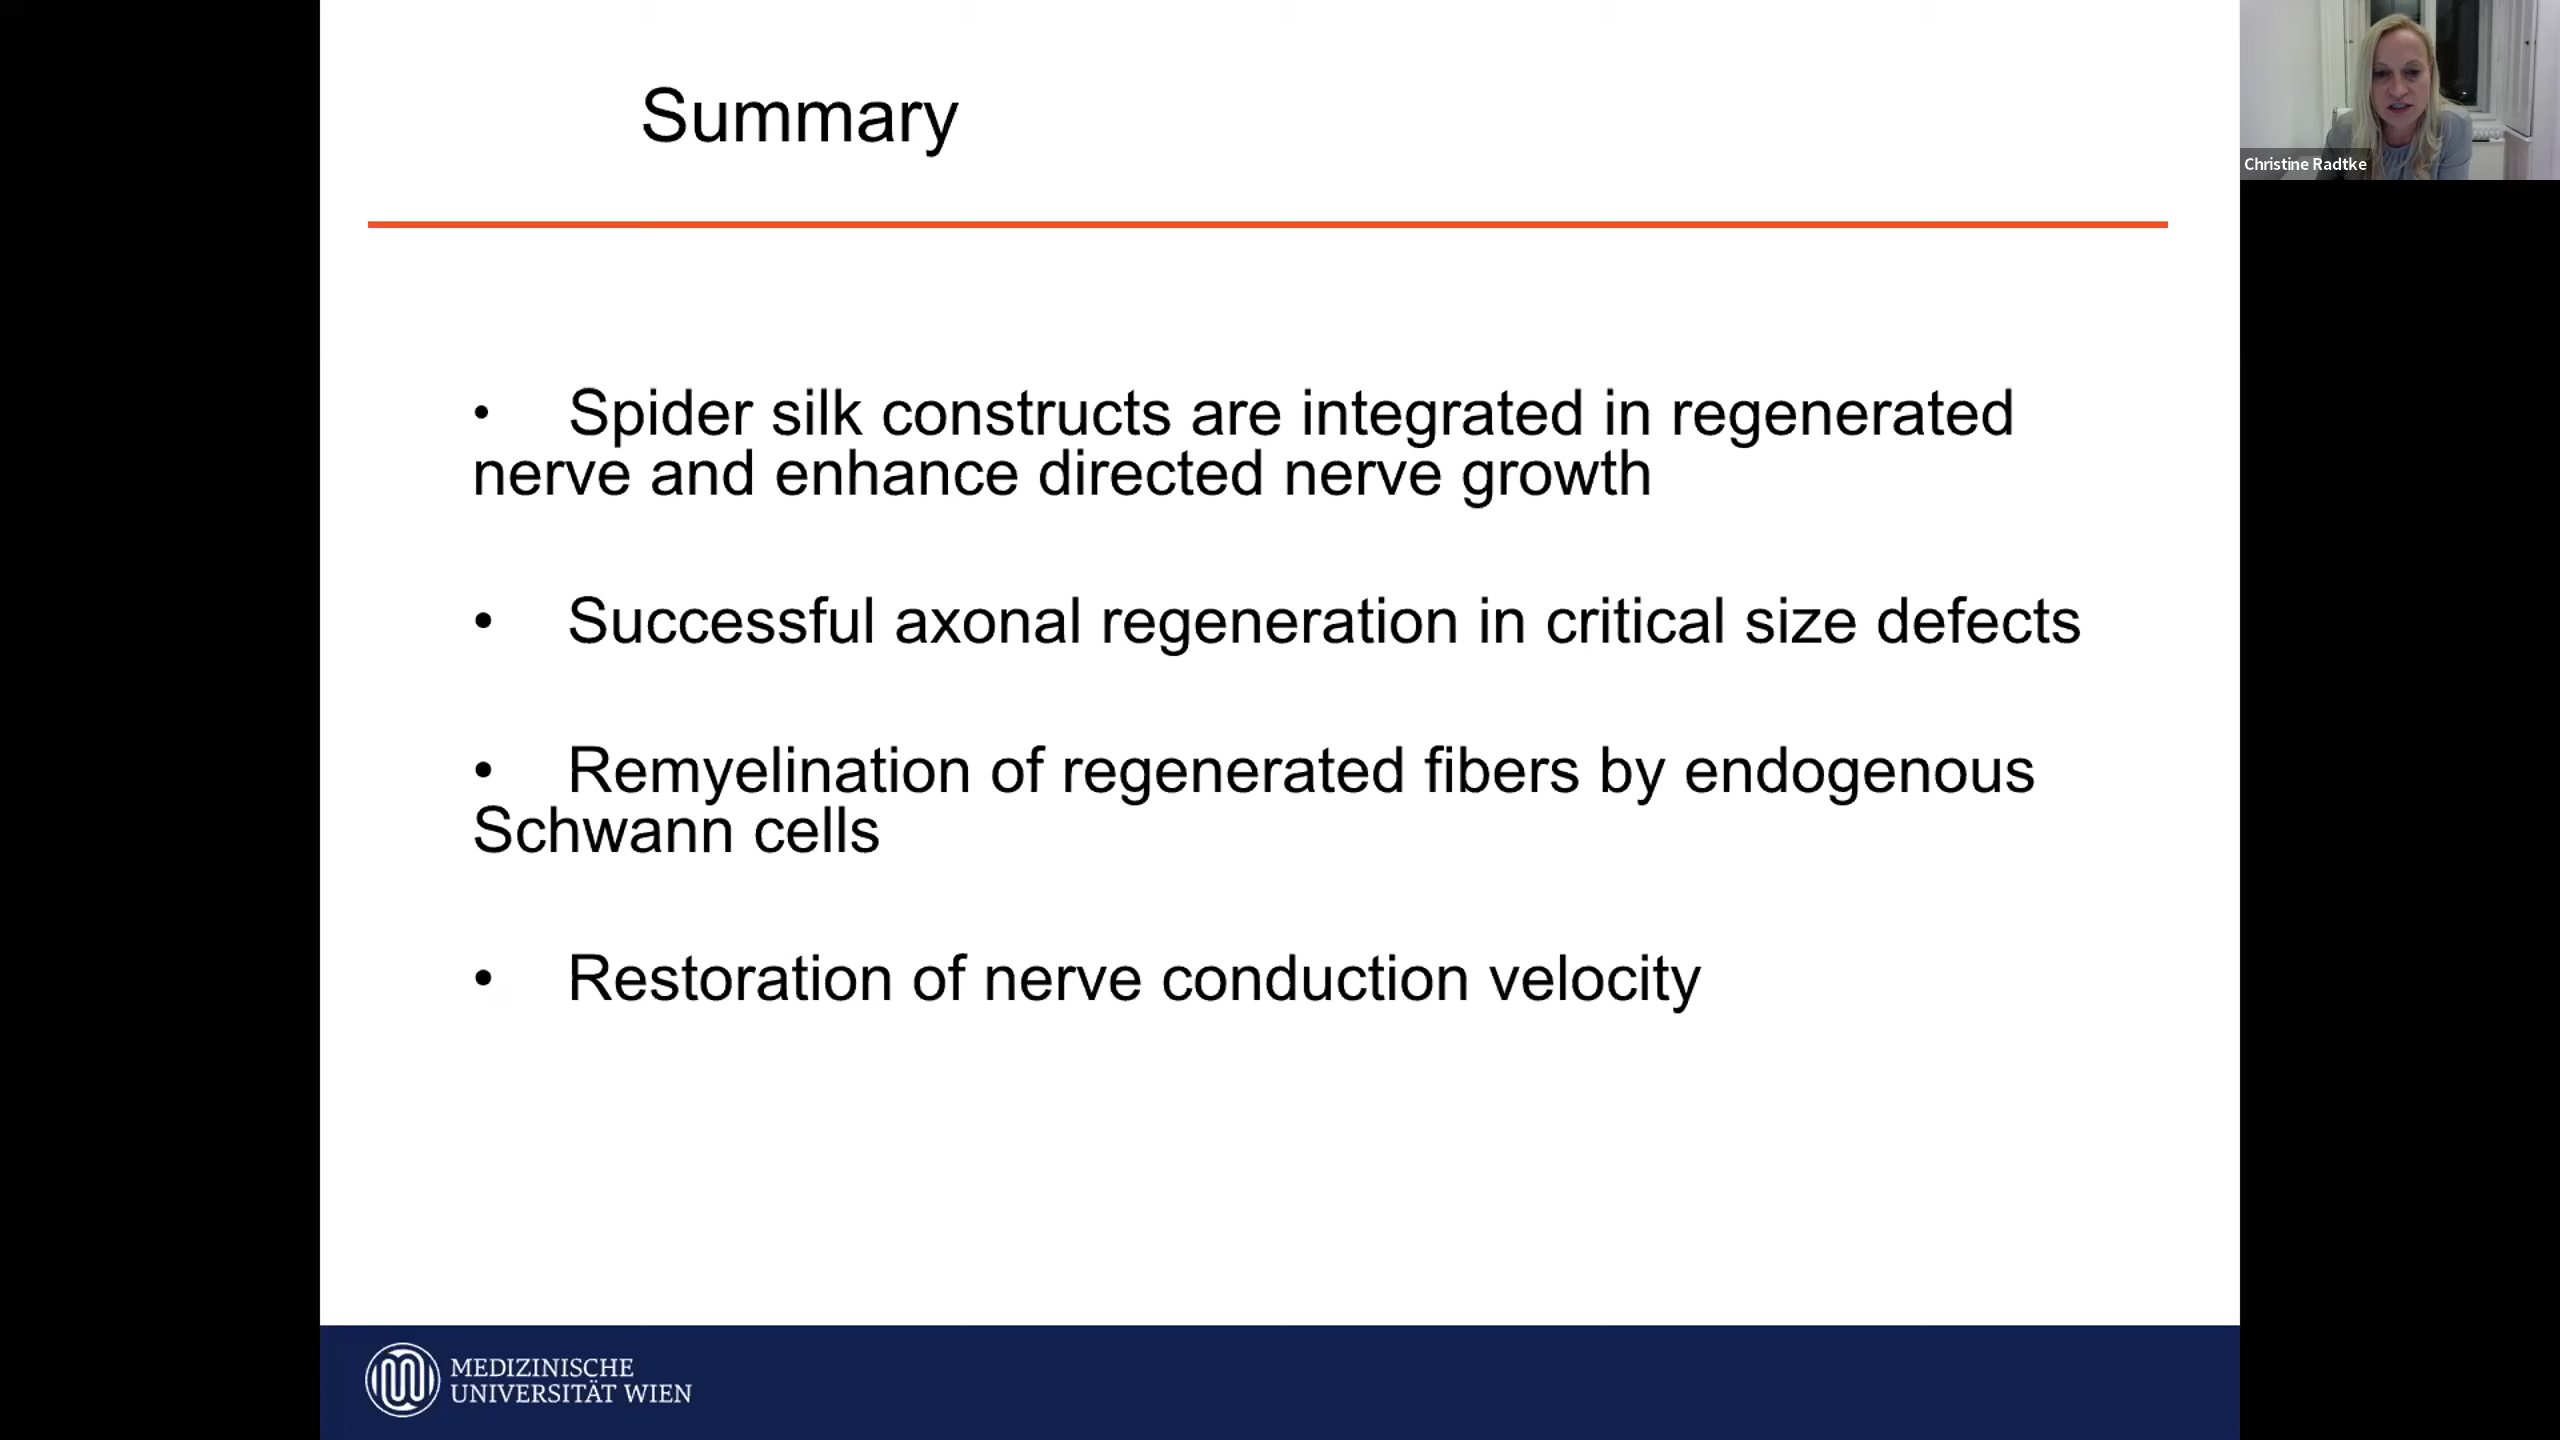 Summary
Christine Radtke
• Spider silk constructs are integrated in regenerated
nerve and enhance directed nerve growth
• Successful axonal regeneration in critical size defects
• Remyelination of regenerated fibers by endogenous
Schwann cells
• Restoration of nerve conduction velocity
MEDIZINISCHE
UNIVERSITÄT WIEN